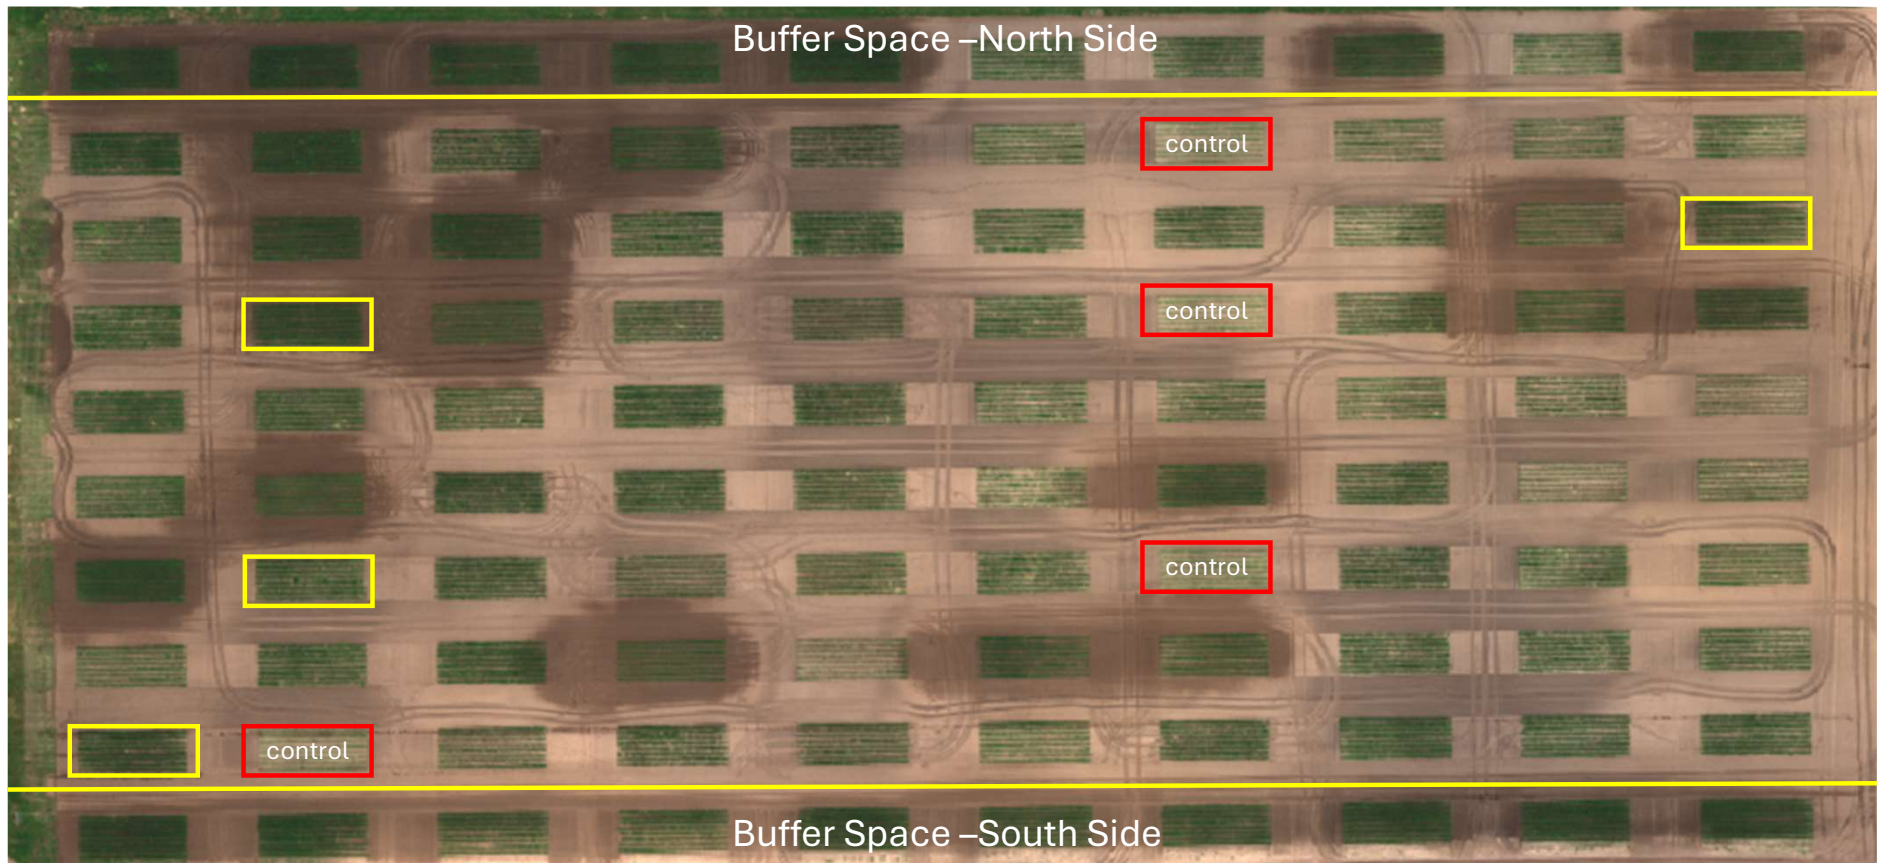 Buffer Space –North Side
control
control
control
control
Buffer Space –South Side